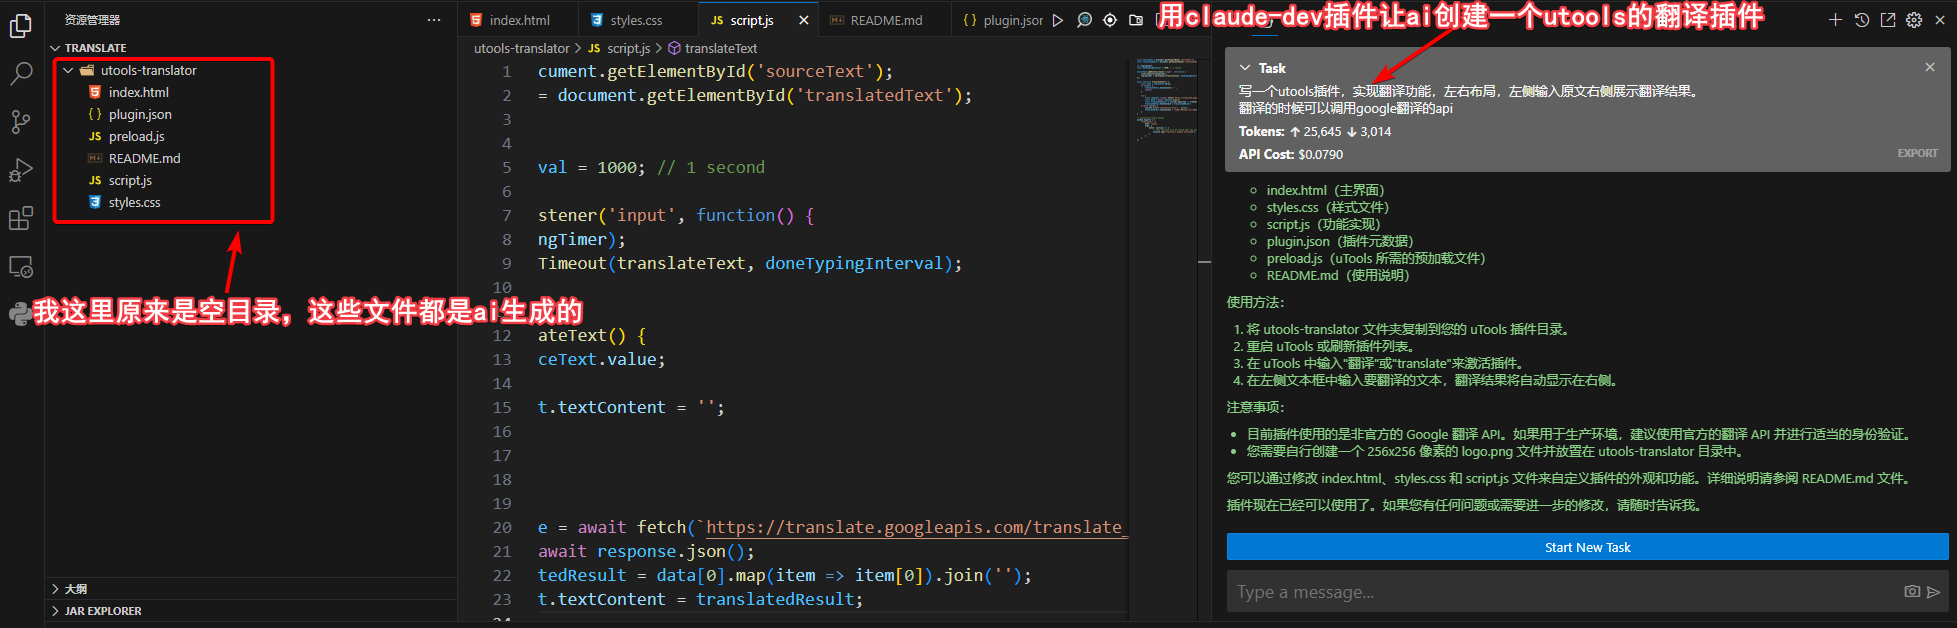 资源管理器
TRANSLATE
utools-translator
index.html
plugin.json
preload.js
README.md
script.js
styles.css
我这里原来是空目录，这些文件都是ai生成的
大纲
JAR EXPLORER
index.html
styles.css
JS script.js
README.md
{} plugin.json
用claude-dev插件让ai创建一个utools的翻译插件
utools-translator > JS script.js > translateText
1 cument.getElementById('sourceText');
2 = document.getElementById('translatedText');
3
4
5 val = 1000; // 1 second
6
7 stener('input', function() {
8 ngTimer);
9 Timeout(translateText, doneTypingInterval);
10
12 ateText() {
13 ceText.value;
14
15 t.textContent = '';
16
17
18
19
20 e = await fetch(`https://translate.googleapis.com/translate_
21 await response.json();
22 tedResult = data[0].map(item => item[0]).join('');
23 t.textContent = translatedResult;
24
Task
写一个utools插件，实现翻译功能，左右布局，左侧输入原文右侧展示翻译结果。
翻译的时候可以调用google翻译的api
Tokens: ↑ 25,645 ↓ 3,014
API Cost: $0.0790
EXPORT
index.html（主界面）
styles.css（样式文件）
script.js（功能实现）
plugin.json（插件元数据）
preload.js（uTools 所需的预加载文件）
README.md（使用说明）
使用方法：
1. 将 utools-translator 文件夹复制到您的 uTools 插件目录。
2. 重启 uTools 或刷新插件列表。
3. 在 uTools 中输入"翻译"或"translate"来激活插件。
4. 在左侧文本框中输入要翻译的文本，翻译结果将自动显示在右侧。
注意事项：
目前插件使用的是非官方的 Google 翻译 API。如果用于生产环境，建议使用官方的翻译 API 并进行适当的身份验证。
您需要自行创建一个 256x256 像素的 logo.png 文件并放置在 utools-translator 目录中。
您可以通过修改 index.html、styles.css 和 script.js 文件来自定义插件的外观和功能。详细说明请参阅 README.md 文件。
插件现在已经可以使用了。如果您有任何问题或需要进一步的修改，请随时告诉我。
Start New Task
Type a message...